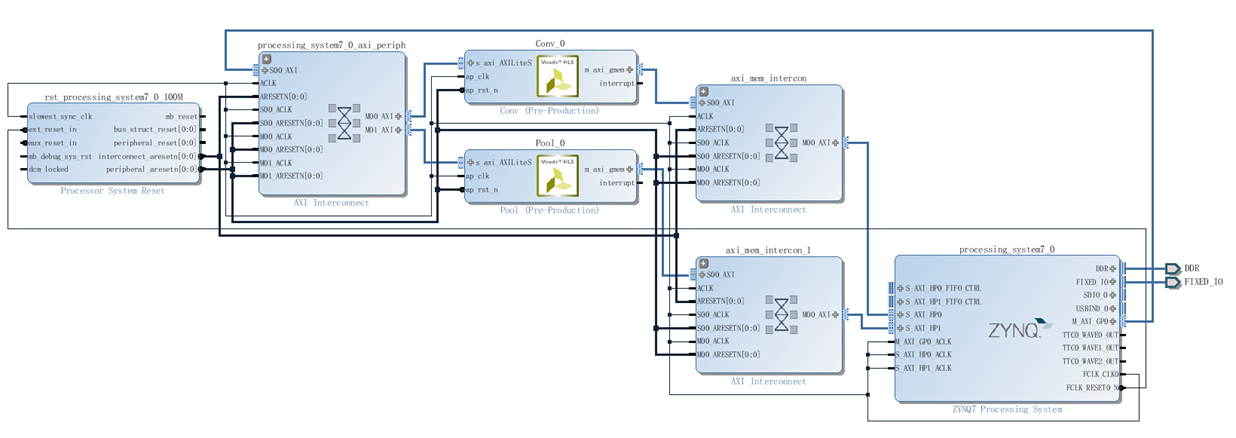 rst_processing_system7_0_100M
slowest_sync_clk
ext_reset_in
aux_reset_in
mb_debug_sys_rst
dcm_locked
mb_reset
bus_struct_reset[0:0]
peripheral_reset[0:0]
interconnect_aresetn[0:0]
peripheral_aresetn[0:0]
Processor System Reset
processing_system7_0_axi_periph
S00_AXI
ACLK
ARESETN[0:0]
S00_ACLK
S00_ARESETN[0:0]
M00_ACLK
M00_ARESETN[0:0]
M01_ACLK
M01_ARESETN[0:0]
M00_AXI
M01_AXI
AXI Interconnect
Conv_0
s_axi_AXILiteS
ap_clk
ap_rst_n
Vivado™ HLS
m_axi_gmem
interrupt
Conv (Pre-Production)
Pool_0
s_axi_AXILiteS
ap_clk
ap_rst_n
Vivado™ HLS
m_axi_gmem
interrupt
Pool (Pre-Production)
axi_mem_intercon
S00_AXI
ACLK
ARESETN[0:0]
S00_ACLK
S00_ARESETN[0:0]
M00_ACLK
M00_ARESETN[0:0]
M00_AXI
AXI Interconnect
axi_mem_intercon_1
S00_AXI
ACLK
ARESETN[0:0]
S00_ACLK
S00_ARESETN[0:0]
M00_ACLK
M00_ARESETN[0:0]
M00_AXI
AXI Interconnect
processing_system7_0
S_AXI_HP0_FIFO_CTRL
S_AXI_HP1_FIFO_CTRL
S_AXI_HP0
S_AXI_HP1
M_AXI_GP0_ACLK
S_AXI_HP0_ACLK
S_AXI_HP1_ACLK
ZYNQ
DDR
FIXED_IO
SDIO_0
USBIND_0
M_AXI_GP0
TTC0_WAVE0_OUT
TTC0_WAVE1_OUT
TTC0_WAVE2_OUT
FCLK_CLK0
FCLK_RESET0_N
ZYNQ7 Processing System
DDR
FIXED_IO